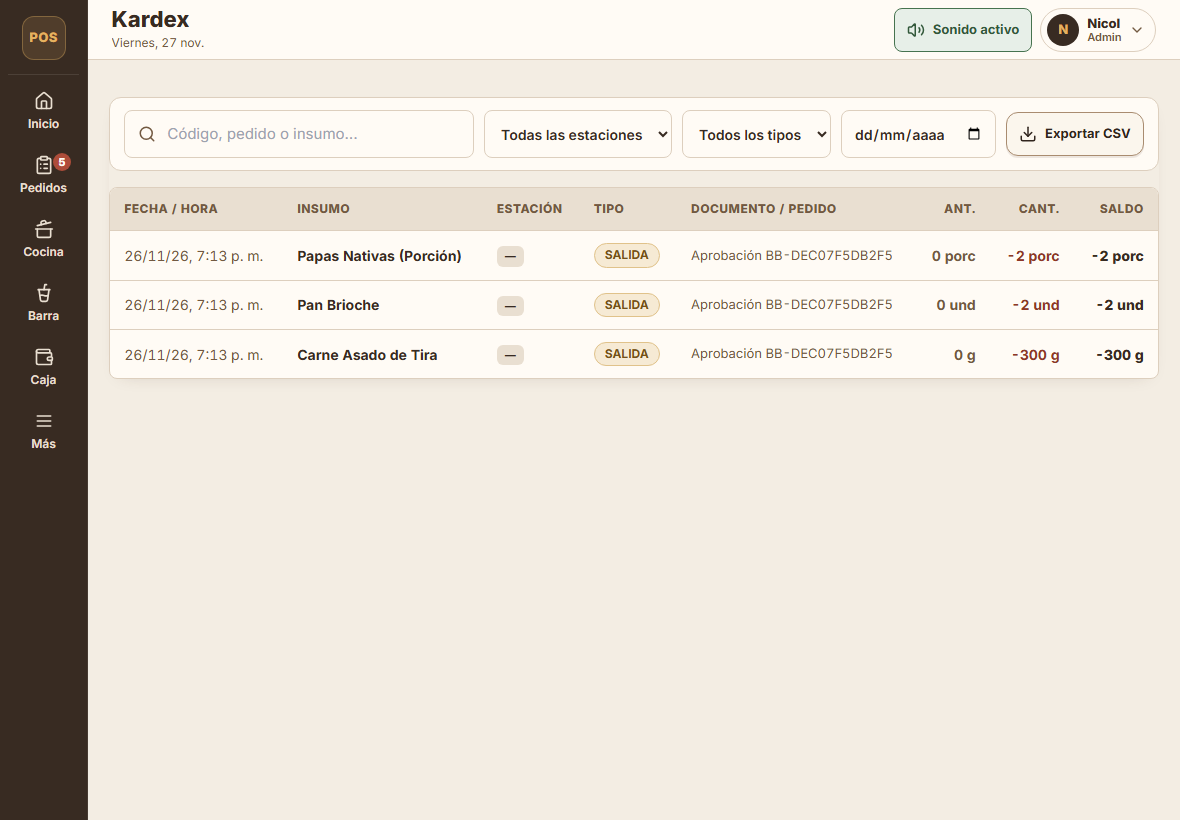 POS
Inicio
5
Pedidos
Cocina
Barra
Caja
Más
Kardex
Viernes, 27 nov.
Sonido activo
N
Nicol
Admin
Código, pedido o insumo...
Todas las estaciones
Todos los tipos
dd/mm/aaaa
Exportar CSV
FECHA / HORA INSUMO ESTACIÓN TIPO DOCUMENTO / PEDIDO ANT. CANT. SALDO
26/11/26, 7:13 p. m. Papas Nativas (Porción) — SALIDA Aprobación BB-DEC07F5DB2F5 0 porc -2 porc -2 porc
26/11/26, 7:13 p. m. Pan Brioche — SALIDA Aprobación BB-DEC07F5DB2F5 0 und -2 und -2 und
26/11/26, 7:13 p. m. Carne Asado de Tira — SALIDA Aprobación BB-DEC07F5DB2F5 0 g -300 g -300 g